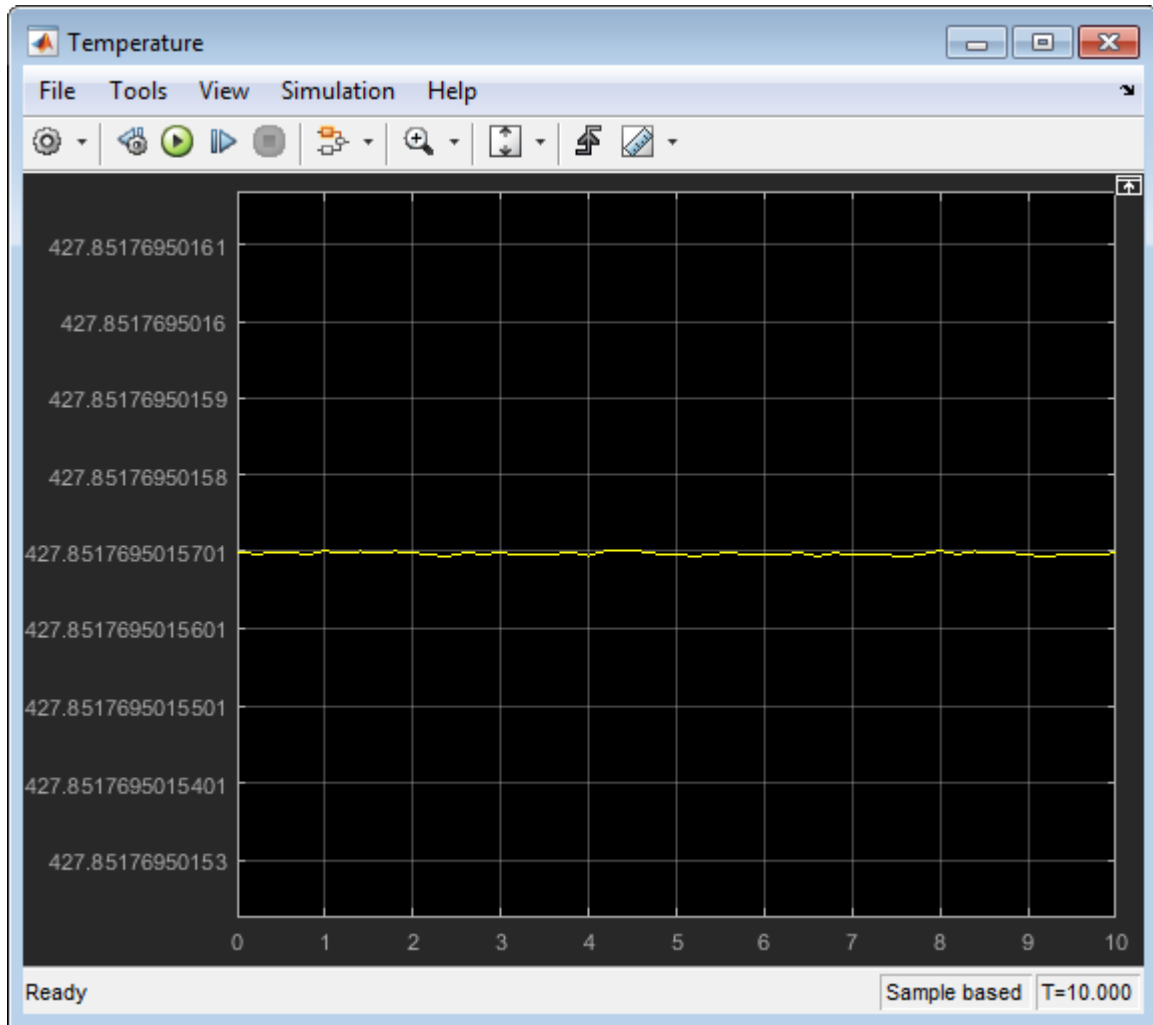 Temperature
File Tools View Simulation Help
427.85176950161
427.8517695016
427.85176950159
427.85176950158
427.8517695015701
427.8517695015601
427.8517695015501
427.8517695015401
427.85176950153
0 1 2 3 4 5 6 7 8 9 10
Ready Sample based T=10.000